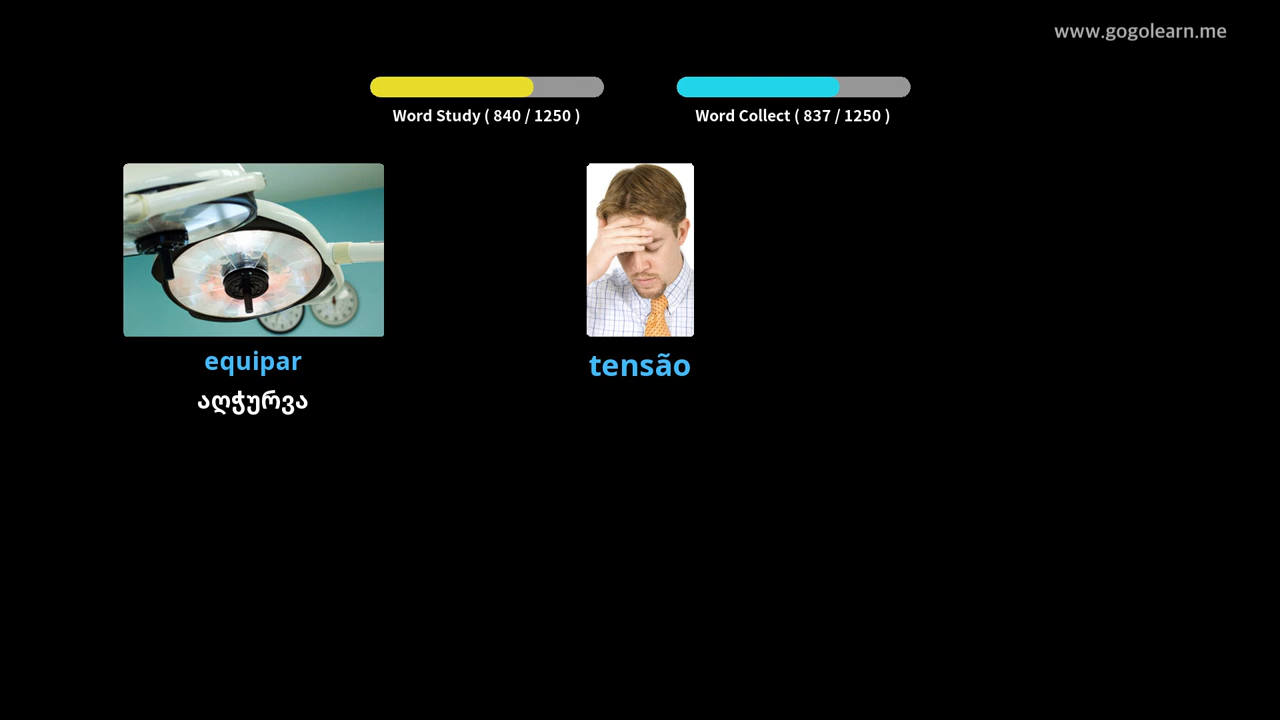 www.gogolearn.me
Word Study ( 840 / 1250 )
Word Collect ( 837 / 1250 )
equipar
აღჭურვა
tensão